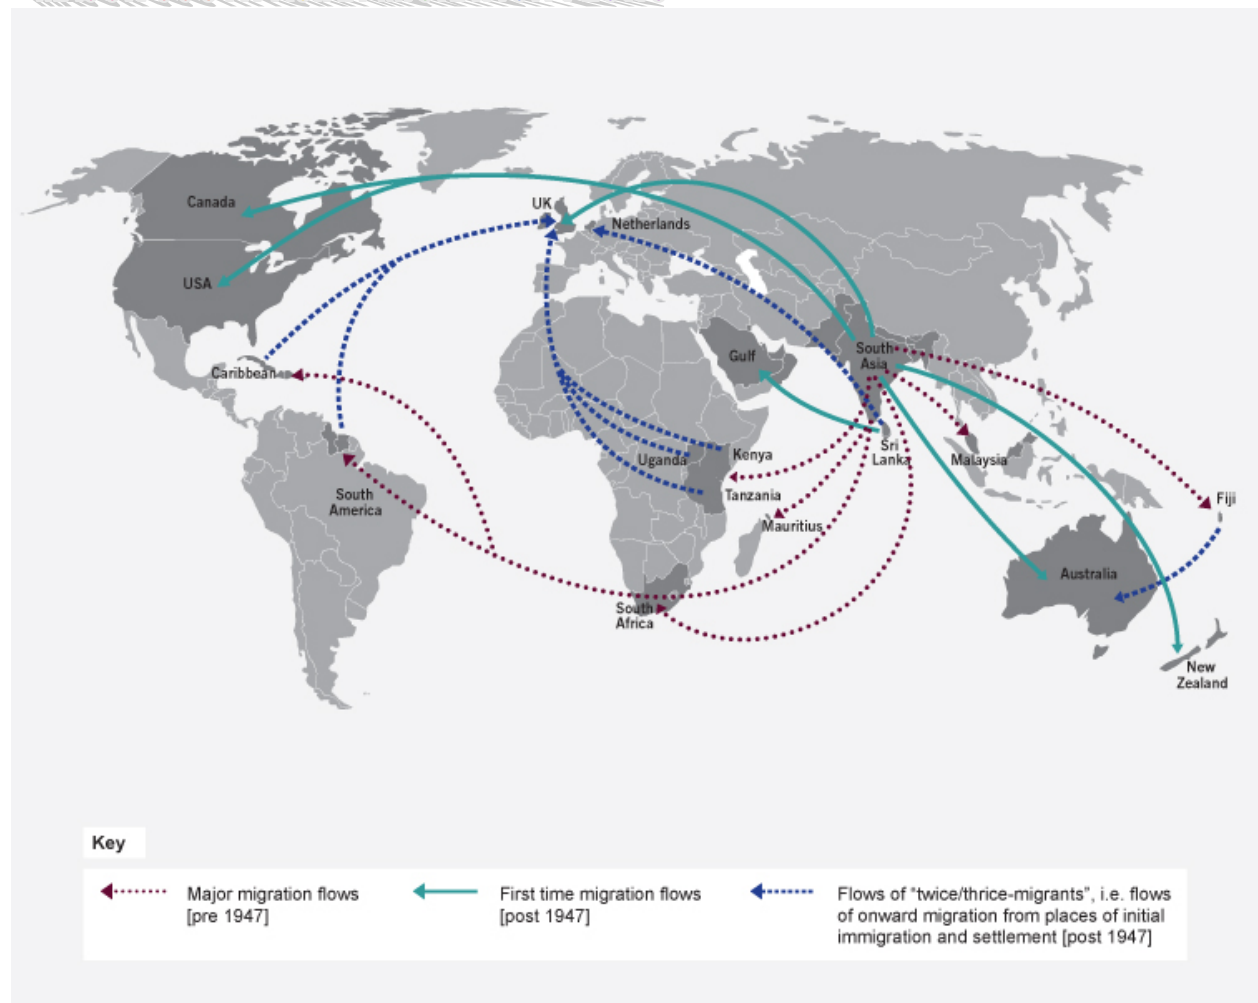 Canada
UK
Netherlands
USA
Gulf
South
Asia
Caribbean
Sri
Lanka
Malaysia
Kenya
Uganda
Tanzania
South
America
Mauritius
Fiji
Australia
South
Africa
New
Zealand
Key
Major migration flows
[pre 1947]
First time migration flows
[post 1947]
Flows of “twice/thrice-migrants”, i.e. flows
of onward migration from places of initial
immigration and settlement [post 1947]